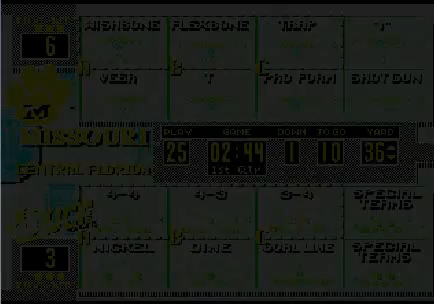 6
WISHBONE FLEXBONE TRAP "I"
A B C
VEER T PRO FORM SHOTGUN
M
MISSOURI
PLAY GAME DOWN TO GO YARD
25 02:44 1 10 36
1st Qtr
CENTRAL FLORIDA
4-4 4-3 3-4 SPECIAL TEAMS
A B C
NICKEL DIME GOAL LINE SPECIAL TEAMS
3